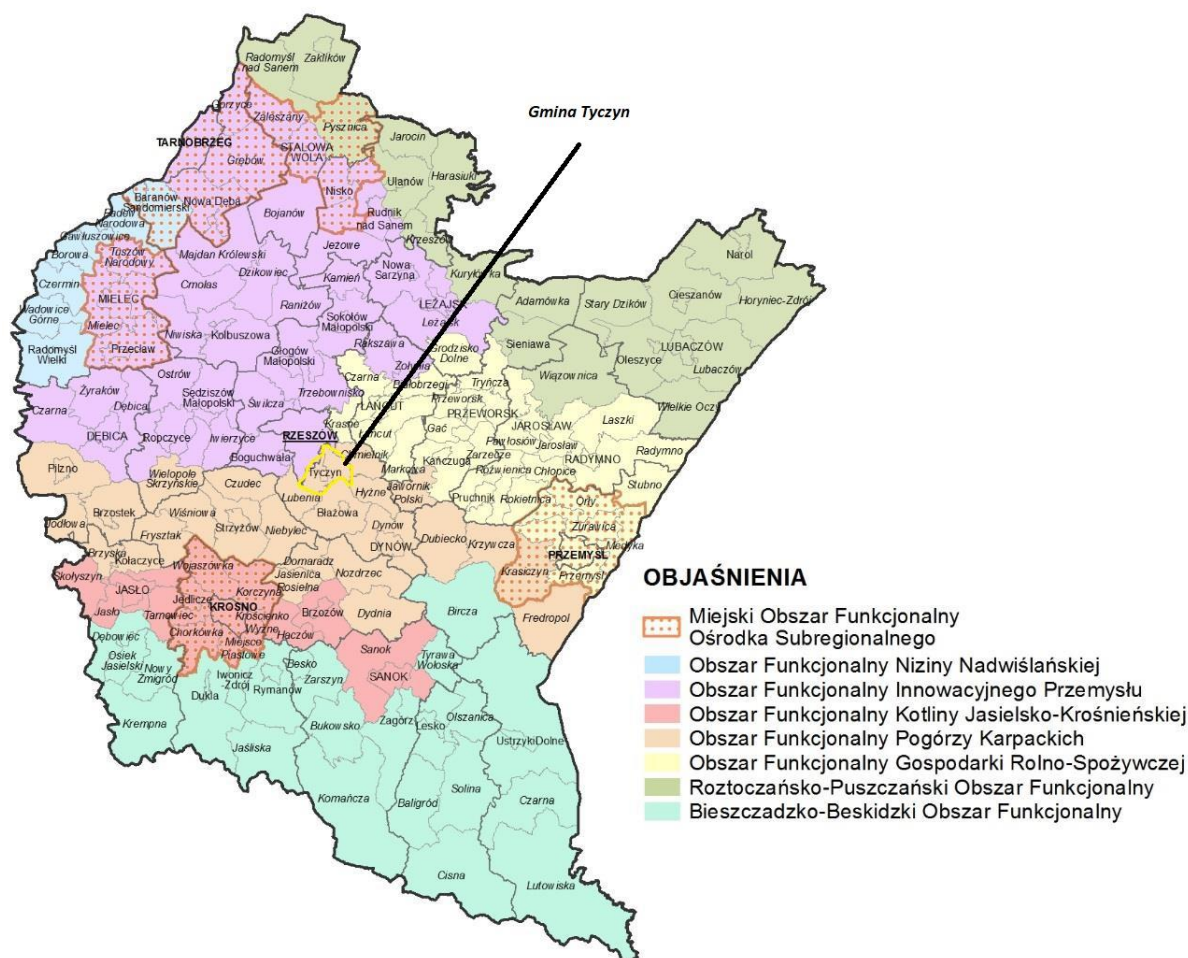 Gmina Tyczyn
Radomyśl
nad Sanem
Zaklików
Gorzyce
Zaleszany
Pysznica
TARNOBRZEG
STALOWA
WOLA
Jarocin
Grębów
Ulanów
Harasiuki
Baranów
Sandomierski
Nowa Dęba
Nisko
Bojanów
Rudnik
nad Sanem
Padew
Narodowa
Gawłuszowice
Krzeszów
Borowa
Tuszów
Narodowy
Majdan Królewski
Jeżowe
Dzikowiec
Kamień
Nowa
Sarzyna
Kuryłówka
Narol
Czermin
MIELEC
Cmolas
Raniżów
LEŻAJSK
Leżajsk
Adamówka
Stary Dzików
Cieszanów
Horyniec-Zdrój
Wadowice
Górne
Mielec
Niwiska
Kolbuszowa
Sokołów
Małopolski
Radomyśl
Wielki
Przecław
Głogów
Małopolski
Rakszawa
Grodzisko
Dolne
Sieniawa
Oleszyce
LUBACZÓW
Lubaczów
Żołynia
Wiązownica
Wielkie Oczy
Ostrów
Żyraków
Sędziszów
Małopolski
Świlcza
Trzebownisko
Czarna
Białobrzegi
Tryńcza
Czarna
Dębica
ŁAŃCUT
Przeworsk
PRZEWORSK
JAROSŁAW
Laszki
DĘBICA
Ropczyce
Iwierzyce
RZESZÓW
Krasne
Łańcut
Gać
Pawłosiów
Jarosław
RADYMNO
Radymno
Boguchwała
Chmielnik
Markowa
Kańczuga
Zarzecze
Roźwienica
Chłopice
Pilzno
Wielopole
Skrzyńskie
Czudec
Tyczyn
Lubenia
Hyżne
Jawornik
Polski
Pruchnik
Rokietnica
Stubno
Jodłowa
Brzostek
Wiśniowa
Strzyżów
Niebylec
Błażowa
Dynów
DYNÓW
Dubiecko
Krzywcza
Orły
Żurawica
Medyka
PRZEMYŚL
Przemyśl
Krasiczyn
Frysztak
Brzyska
Kołaczyce
Wojaszówka
Domaradz
Jasienica
Rosielna
Nozdrzec
Skołyszyn
JASŁO
Jasło
Tarnowiec
Jedlicze
KROSNO
Korczyna
Krościenko
Wyżne
Chorkówka
Miejsce
Piastowe
Haczów
Brzozów
Dydnia
Bircza
Fredropol
Dębowiec
Osiek
Jasielski
Nowy
Żmigród
Dukla
Iwonicz
Zdrój
Rymanów
Besko
Zarszyn
Sanok
SANOK
Tyrawa
Wołoska
Krempna
Jaśliska
Bukowsko
Zagórz
Lesko
Olszanica
Ustrzyki Dolne
Komańcza
Baligród
Solina
Czarna
Cisna
Lutowiska
OBJAŚNIENIA
Miejski Obszar Funkcjonalny
Ośrodka Subregionalnego
Obszar Funkcjonalny Niziny Nadwiślańskiej
Obszar Funkcjonalny Innowacyjnego Przemysłu
Obszar Funkcjonalny Kotliny Jasielsko-Krośnieńskiej
Obszar Funkcjonalny Pogórzy Karpackich
Obszar Funkcjonalny Gospodarki Rolno-Spożywczej
Roztoczańsko-Puszczański Obszar Funkcjonalny
Bieszczadzko-Beskidzki Obszar Funkcjonalny